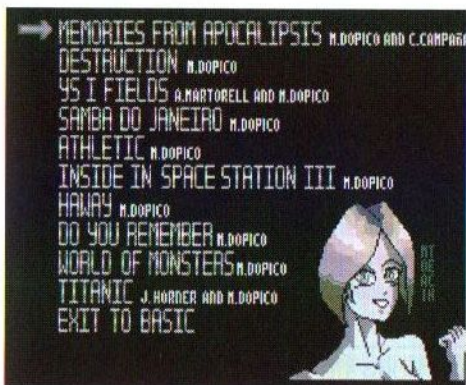 MEMORIES FROM APOCALIPSIS M.DOPICO AND C.CAMPAÑA
DESTRUCTION M.DOPICO
YS I FIELDS A.MARTORELL AND M.DOPICO
SAMBA DO JANEIRO M.DOPICO
ATHLETIC M.DOPICO
INSIDE IN SPACE STATION III M.DOPICO
HAWAY M.DOPICO
DO YOU REMEMBER M.DOPICO
WORLD OF MONSTERS M.DOPICO
TITANIC J.HORNER AND M.DOPICO
EXIT TO BASIC